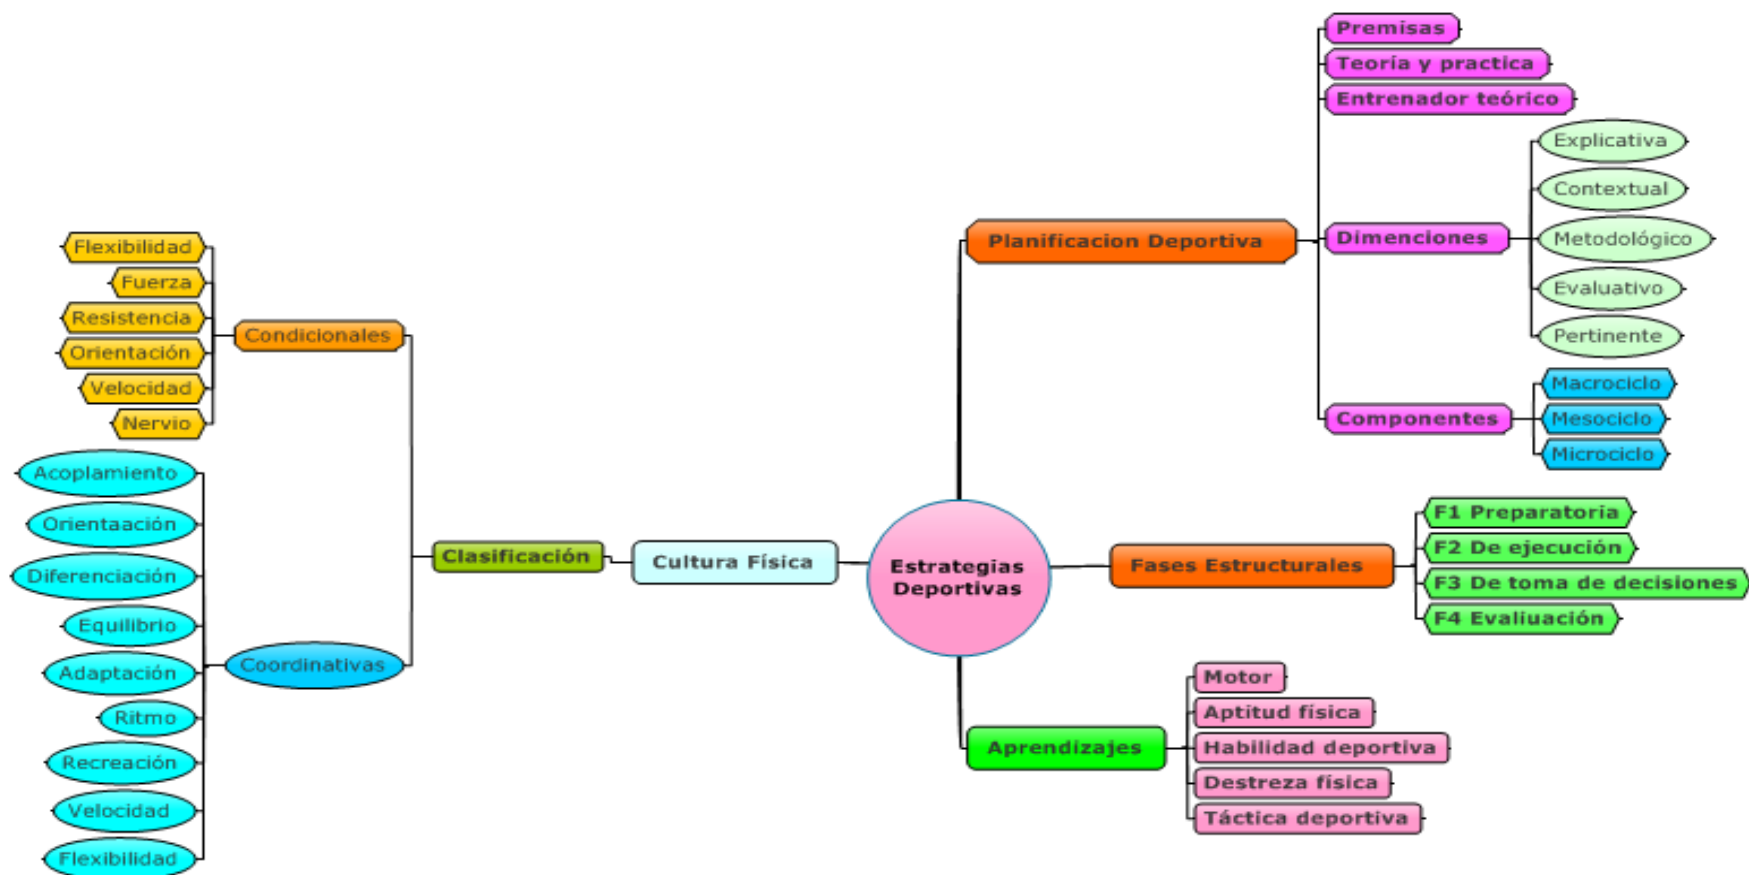 Premisas
Teoría y practica
Entrenador teórico
Explicativa
Contextual
Planificacion Deportiva
Dimenciones
Metodológico
Evaluativo
Pertinente
Macrociclo
Componentes
Mesociclo
Microciclo
Flexibilidad
Fuerza
Resistencia
Condicionales
Orientación
Velocidad
Nervio
Acoplamiento
Orientaación
Diferenciación
Equilibrio
Coordinativas
Adaptación
Ritmo
Recreación
Velocidad
Flexibilidad
Clasificación
Cultura Física
Estrategias
Deportivas
Fases Estructurales
F1 Preparatoria
F2 De ejecución
F3 De toma de decisiones
F4 Evaliuación
Aprendizajes
Motor
Aptitud física
Habilidad deportiva
Destreza física
Táctica deportiva